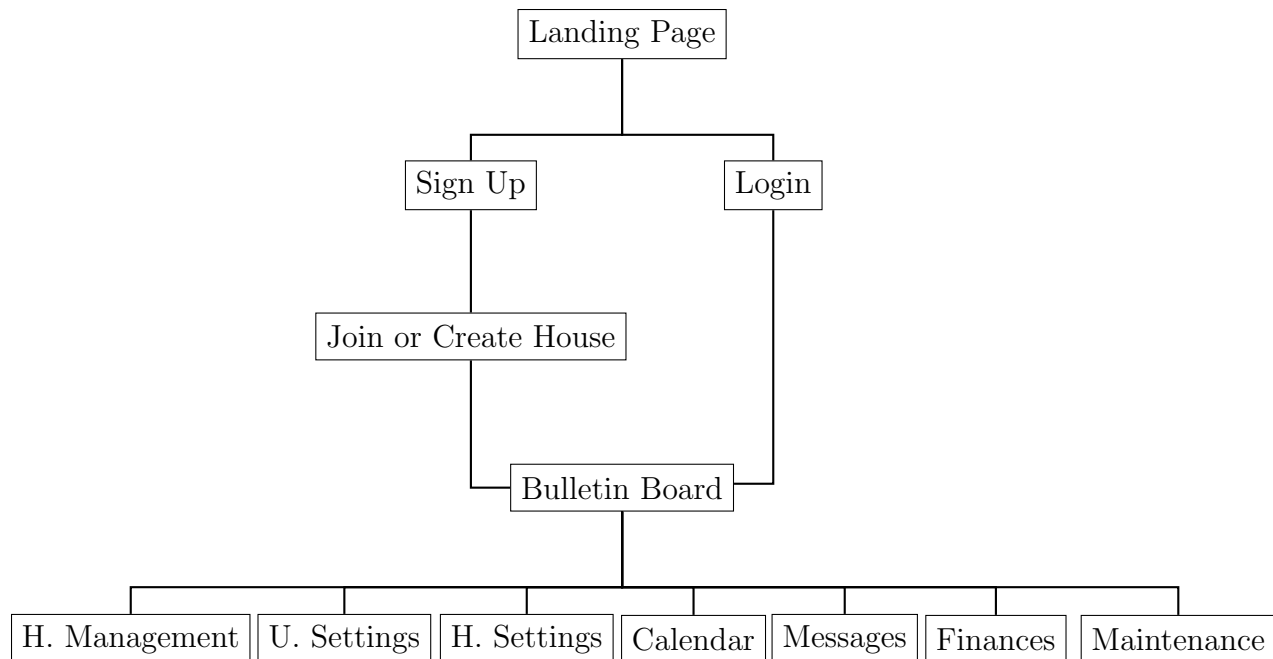 Landing Page
Sign Up
Login
Join or Create House
Bulletin Board
H. Management
U. Settings
H. Settings
Calendar
Messages
Finances
Maintenance